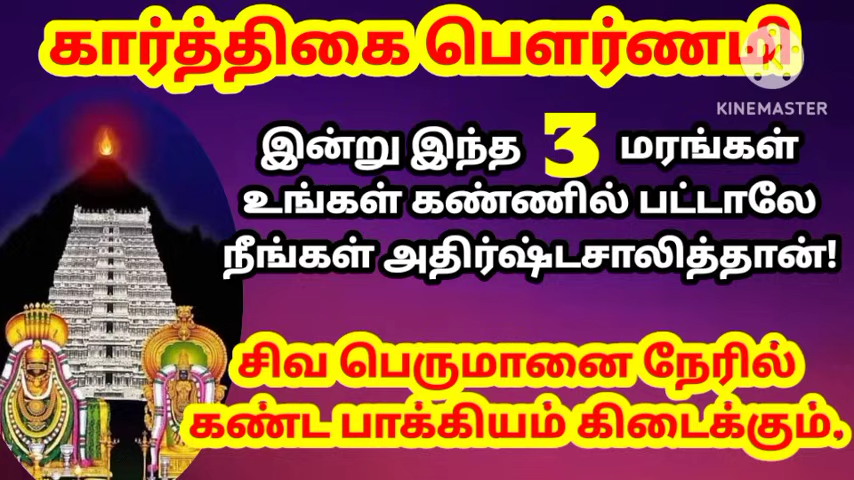 கார்த்திகை பௌர்ணமி
KINEMASTER
இன்று இந்த 3 மரங்கள்
உங்கள் கண்ணில் பட்டாலே
நீங்கள் அதிர்ஷ்டசாலித்தான்!
சிவ பெருமானை நேரில்
கண்ட பாக்கியம் கிடைக்கும்.